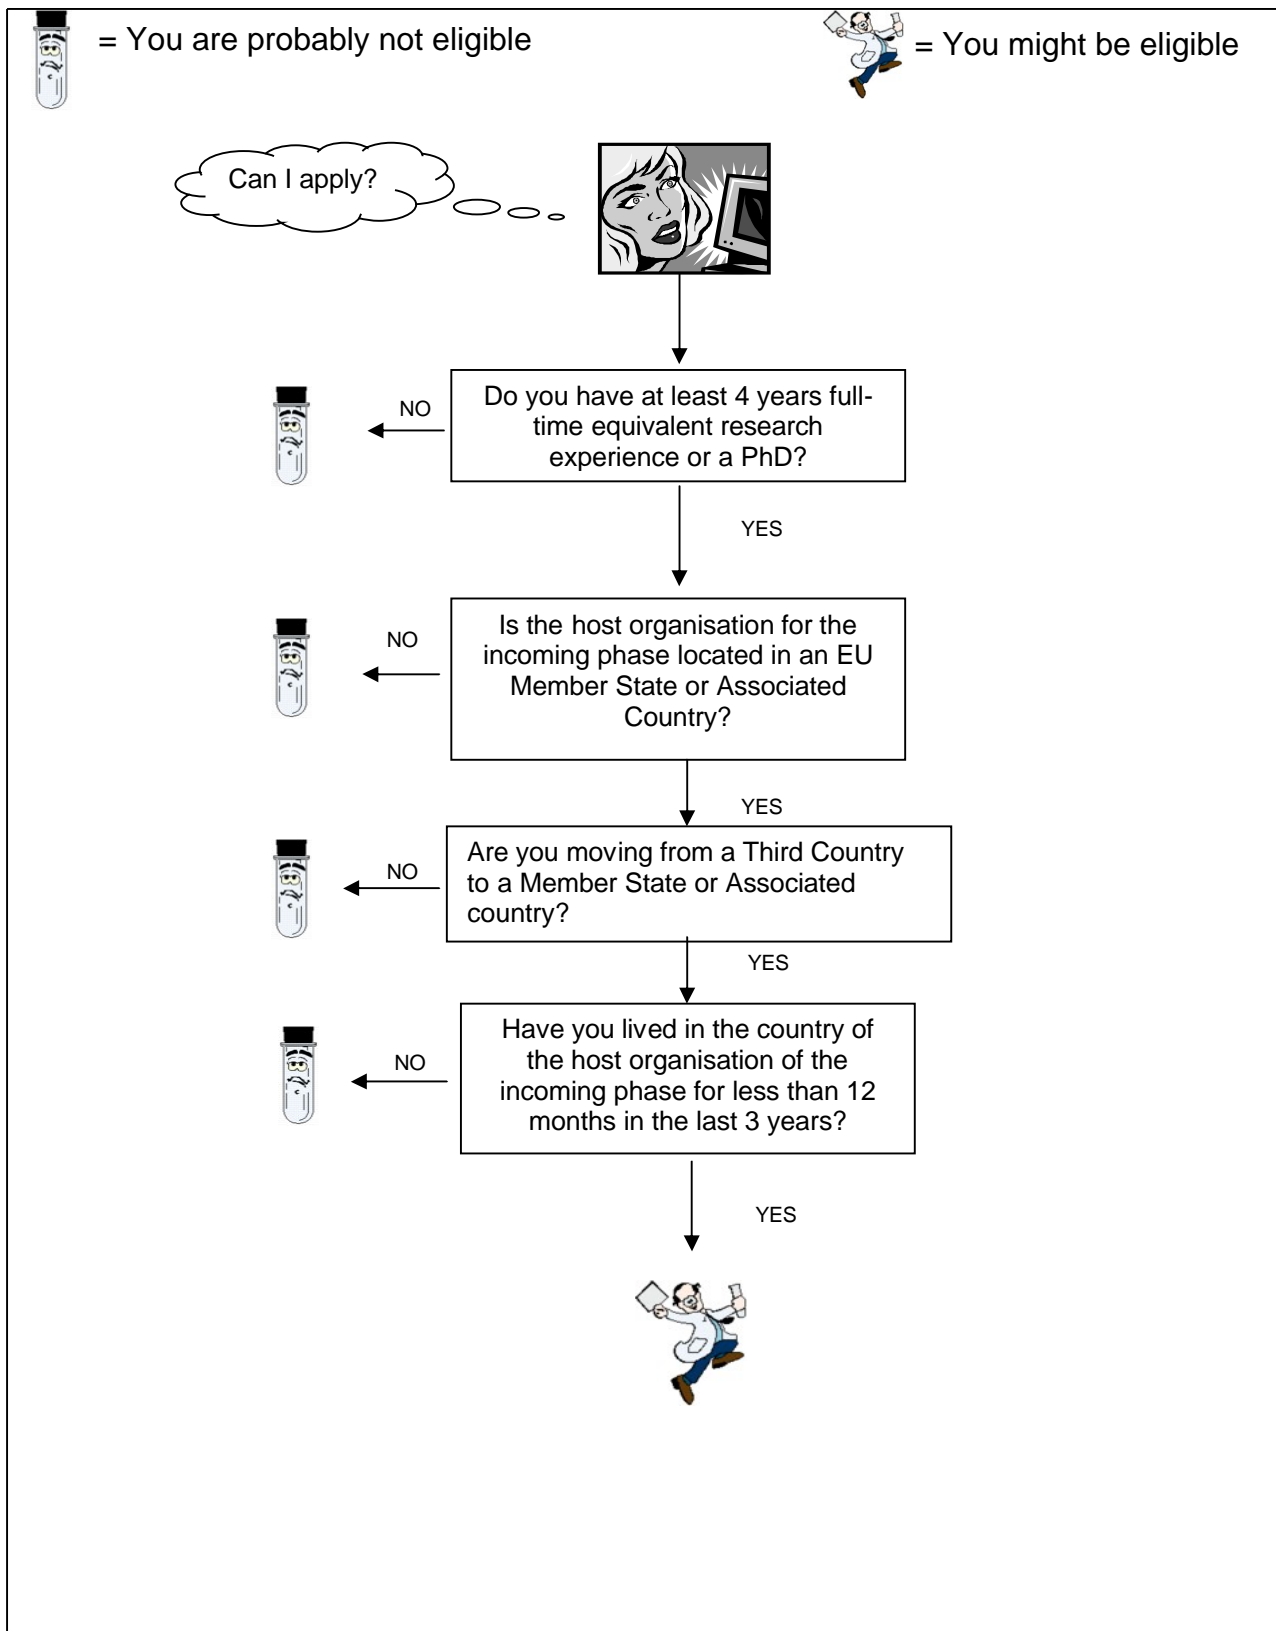 = You are probably not eligible
= You might be eligible
Can I apply?
Do you have at least 4 years full-
time equivalent research
experience or a PhD?
NO
YES
Is the host organisation for the
incoming phase located in an EU
Member State or Associated
Country?
NO
YES
Are you moving from a Third Country
to a Member State or Associated
country?
NO
YES
Have you lived in the country of
the host organisation of the
incoming phase for less than 12
months in the last 3 years?
NO
YES